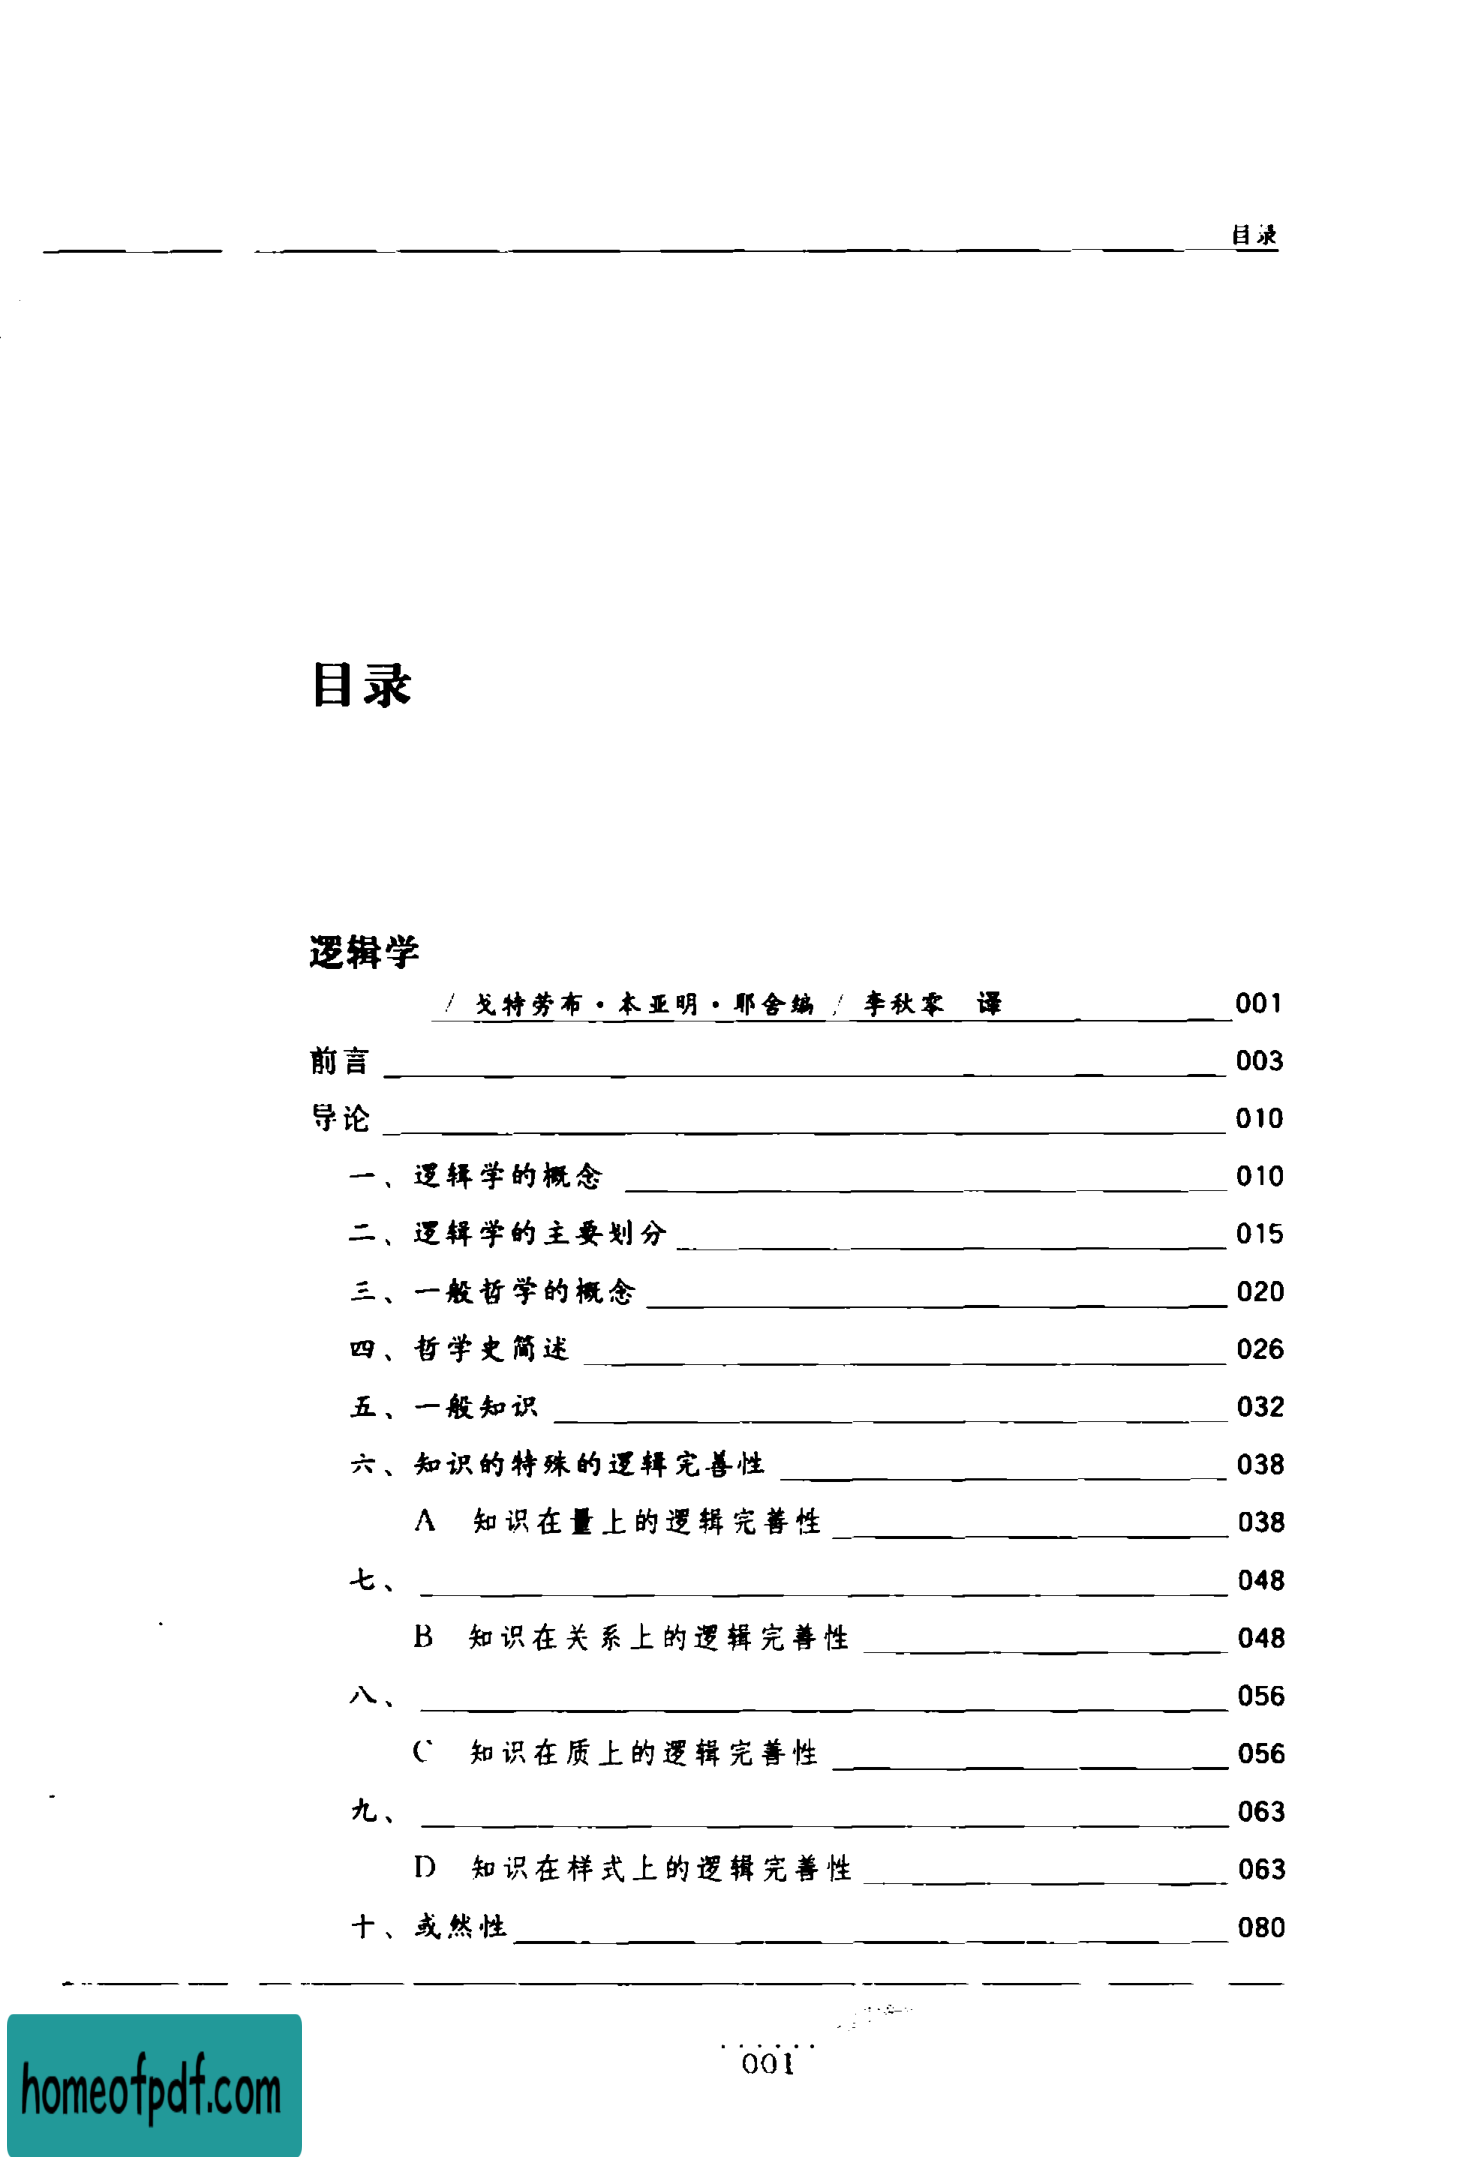 目录
目录
逻辑学
/ 戈特劳布·本亚明·耶舍编 / 李秋零 译 001
前言 003
导论 010
一、逻辑学的概念 010
二、逻辑学的主要划分 015
三、一般哲学的概念 020
四、哲学史简述 026
五、一般知识 032
六、知识的特殊的逻辑完善性 038
A 知识在量上的逻辑完善性 038
七、 048
B 知识在关系上的逻辑完善性 048
八、 056
C 知识在质上的逻辑完善性 056
九、 063
D 知识在样式上的逻辑完善性 063
十、或然性 080
001
homeofpdf.com